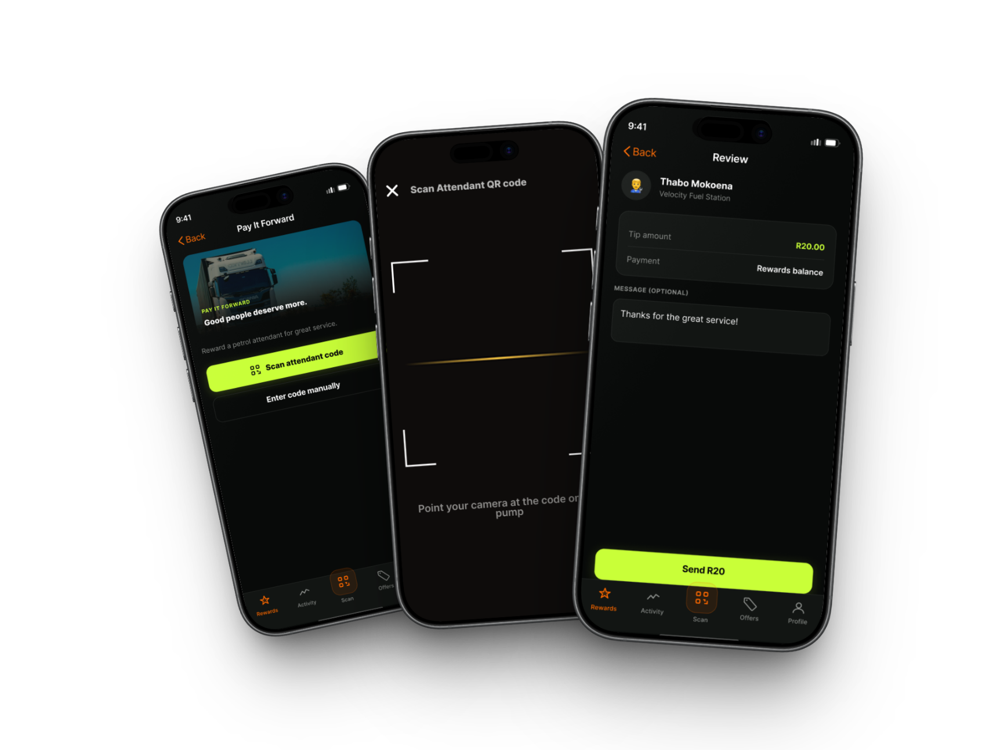 9:41
Back
Pay It Forward
SCANIA
PAY IT FORWARD
Good people deserve more.
Reward a petrol attendant for great service.
Scan attendant code
Enter code manually
Rewards
Activity
Scan
Offers
Scan Attendant QR code
Point your camera at the code on
pump
9:41
Back
Review
Thabo Mokoena
Velocity Fuel Station
Tip amount
R20.00
Payment
Rewards balance
MESSAGE (OPTIONAL)
Thanks for the great service!
Send R20
Rewards
Activity
Scan
Offers
Profile